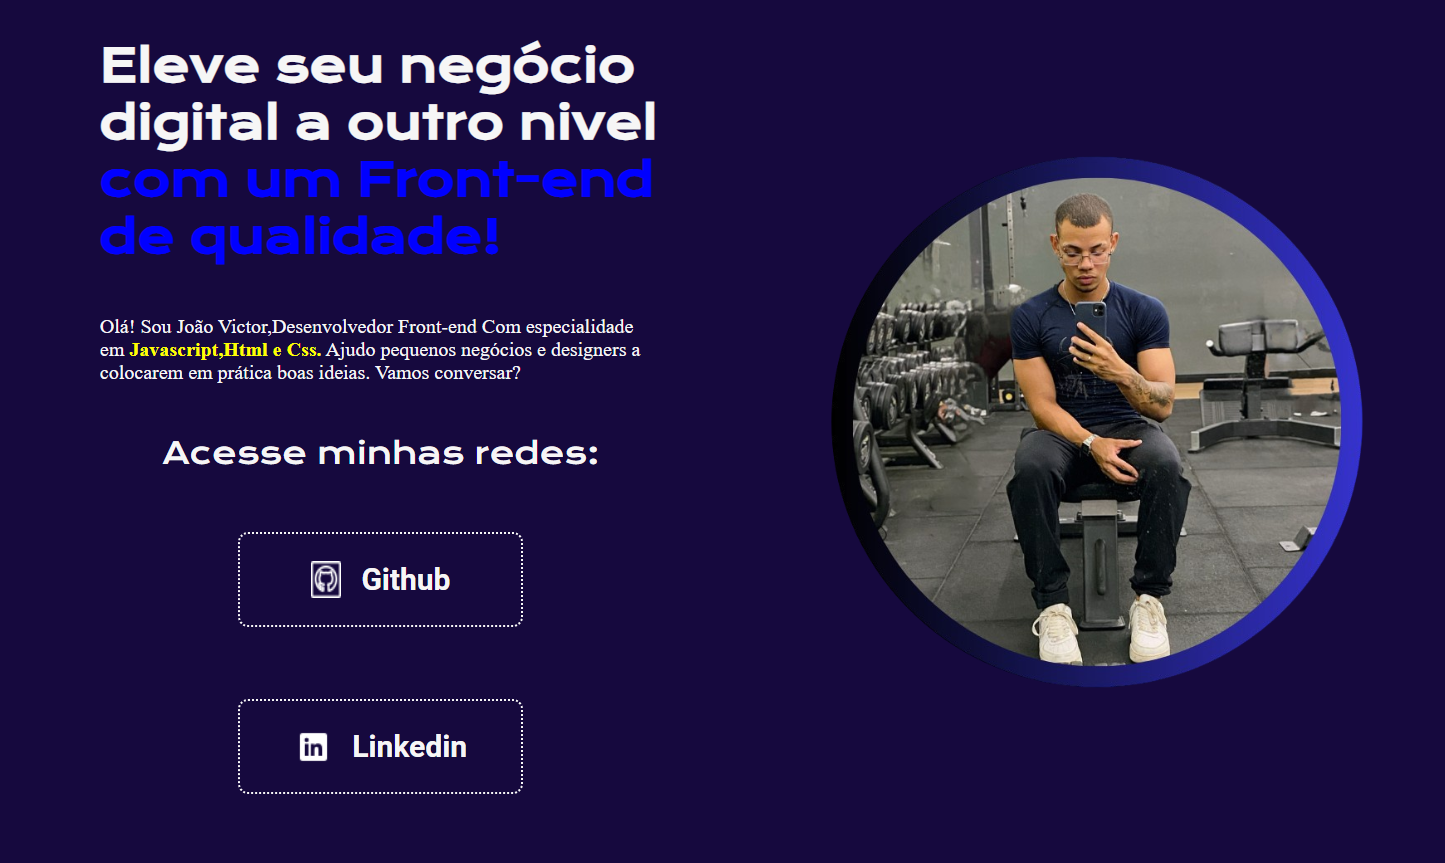 Eleve seu negócio
digital a outro nivel
com um Front-end
de qualidade!
Olá! Sou João Victor,Desenvolvedor Front-end Com especialidade
em Javascript,Html e Css. Ajudo pequenos negócios e designers a
colocarem em prática boas ideias. Vamos conversar?
Acesse minhas redes:
Github
in Linkedin